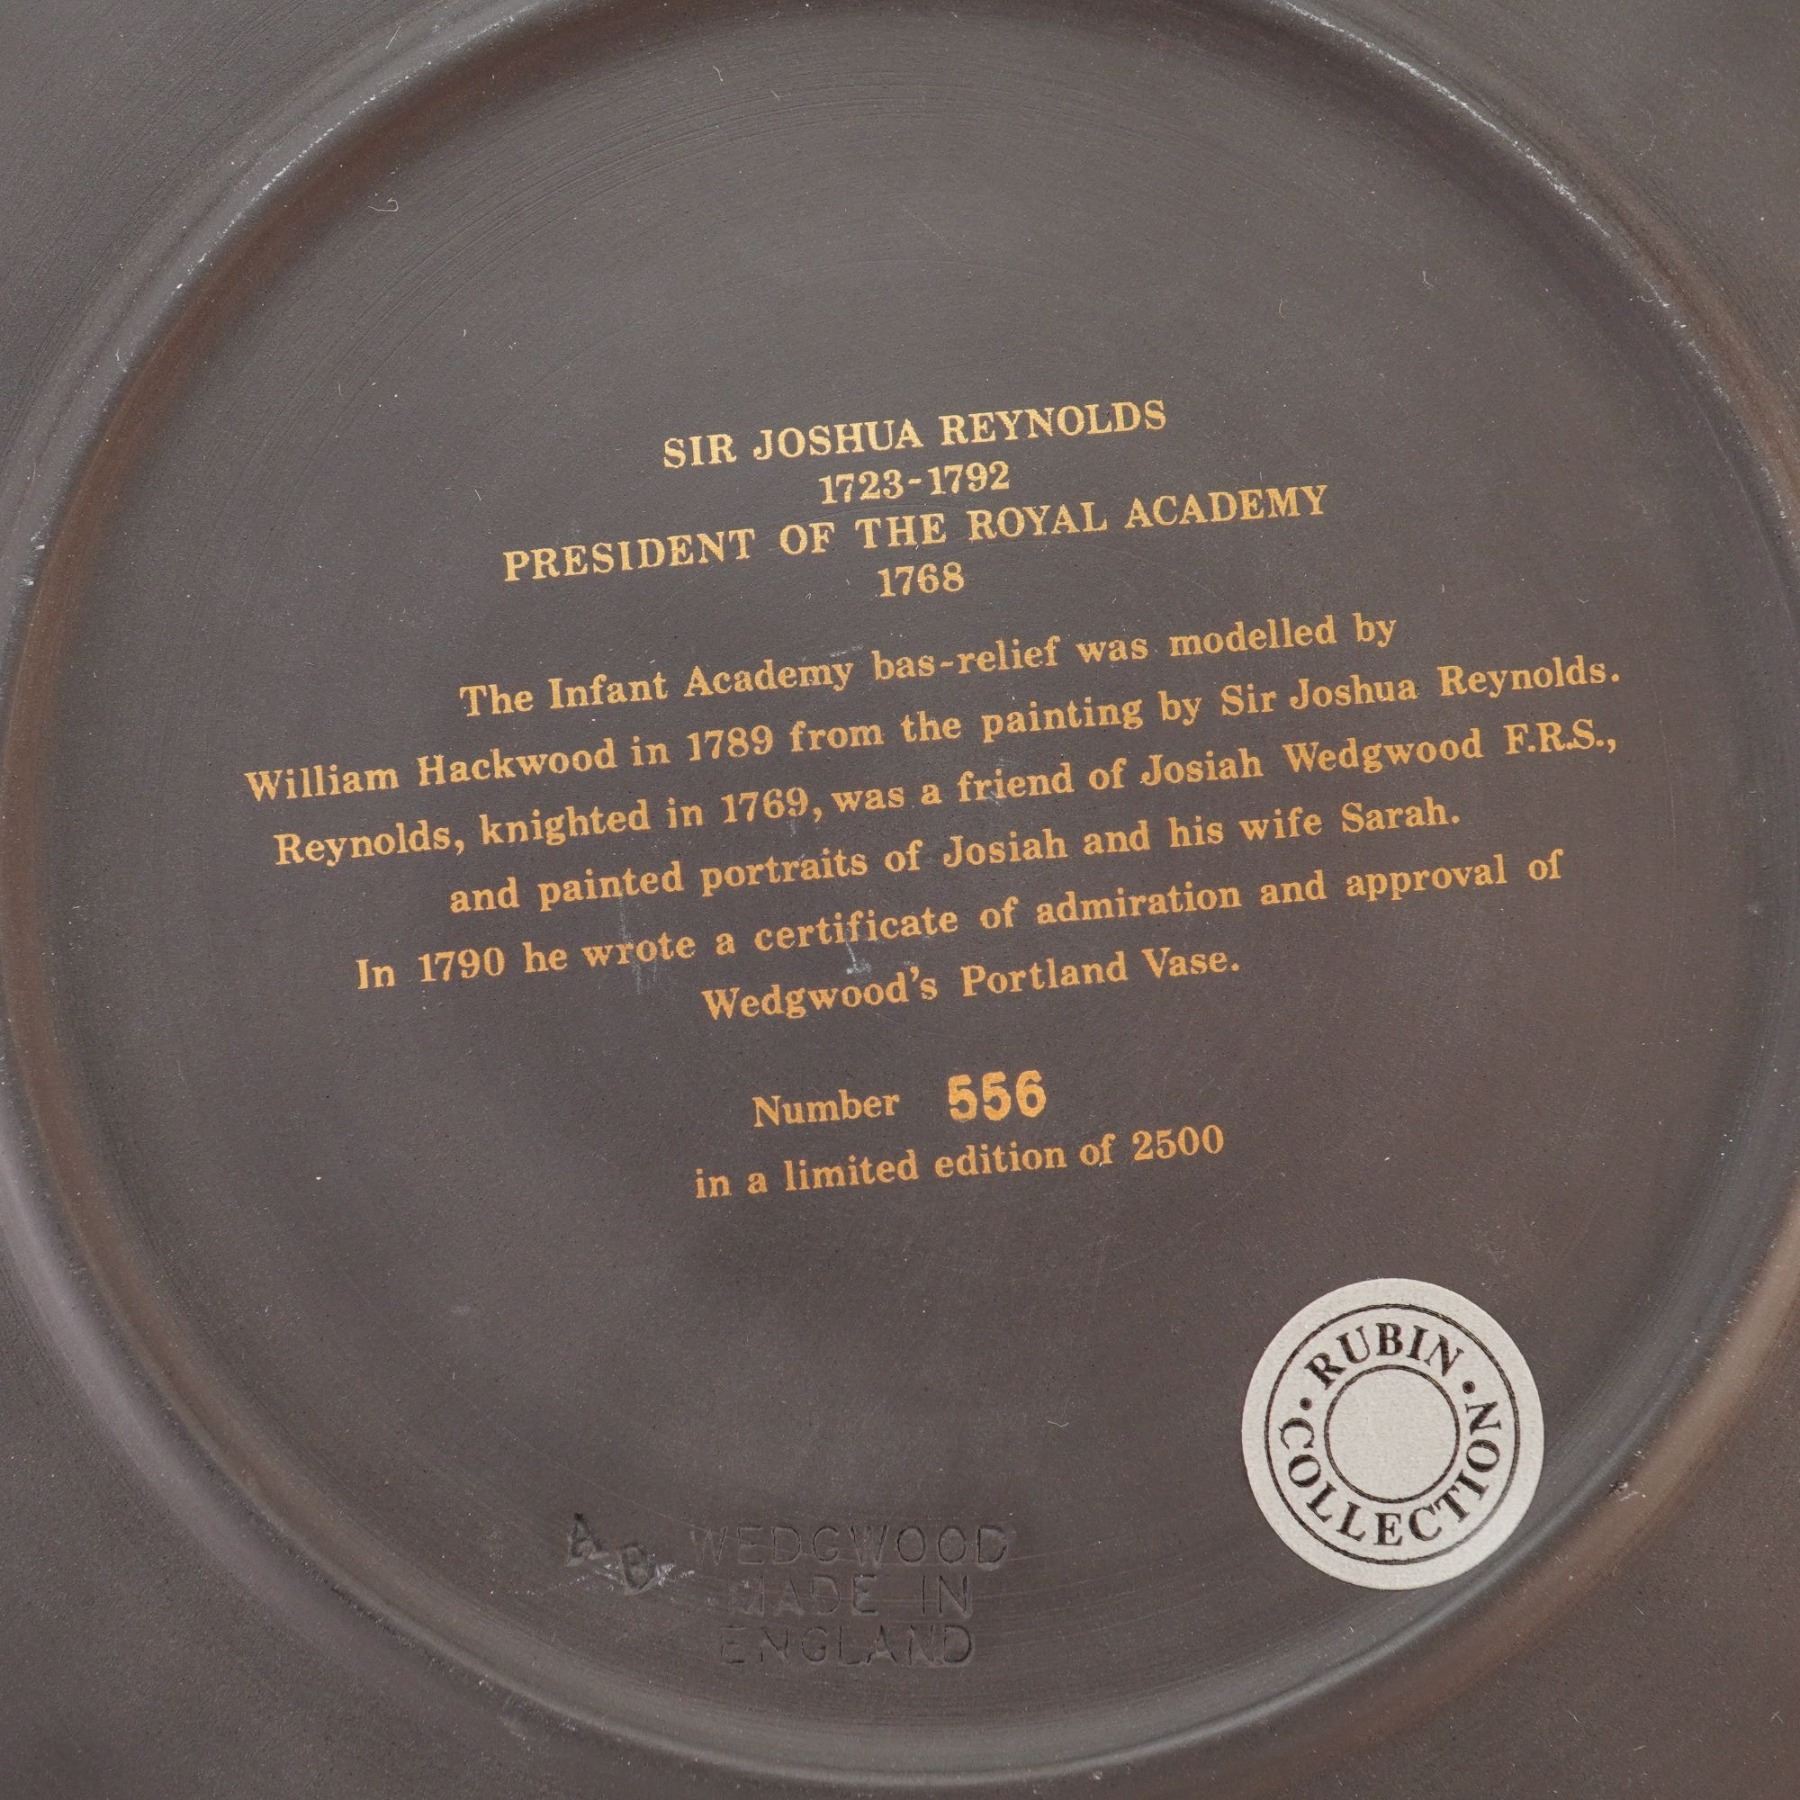 SIR JOSHUA REYNOLDS
1723-1792
PRESIDENT OF THE ROYAL ACADEMY
1768
The Infant Academy bas-relief was modelled by
William Hackwood in 1789 from the painting by Sir Joshua Reynolds.
Reynolds, knighted in 1769, was a friend of Josiah Wedgwood F.R.S.,
and painted portraits of Josiah and his wife Sarah.
In 1790 he wrote a certificate of admiration and approval of
Wedgwood's Portland Vase.
Number 556
in a limited edition of 2500
RUBIN
COLLECTION
A B WEDGWOOD
MADE IN
ENGLAND